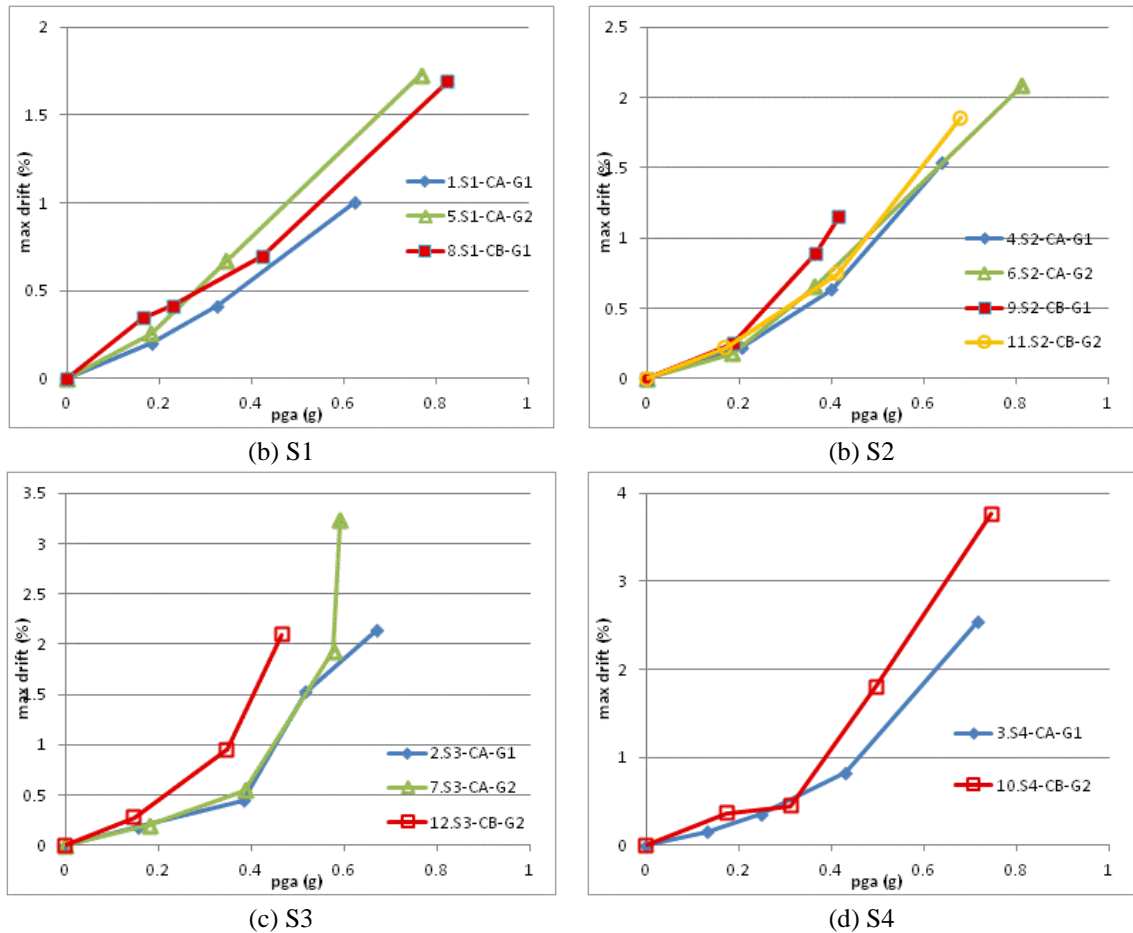 2
1.5
1
0.5
0
max drift (%)
0 0.2 0.4 0.6 0.8 1
pga (g)
1.S1-CA-G1
5.S1-CA-G2
8.S1-CB-G1
(b) S1
2.5
2
1.5
1
0.5
0
max drift (%)
0 0.2 0.4 0.6 0.8 1
pga (g)
4.S2-CA-G1
6.S2-CA-G2
9.S2-CB-G1
11.S2-CB-G2
(b) S2
3.5
3
2.5
2
1.5
1
0.5
0
max drift (%)
0 0.2 0.4 0.6 0.8 1
pga (g)
2.S3-CA-G1
7.S3-CA-G2
12.S3-CB-G2
(c) S3
4
3
2
1
0
max drift (%)
0 0.2 0.4 0.6 0.8 1
pga (g)
3.S4-CA-G1
10.S4-CB-G2
(d) S4